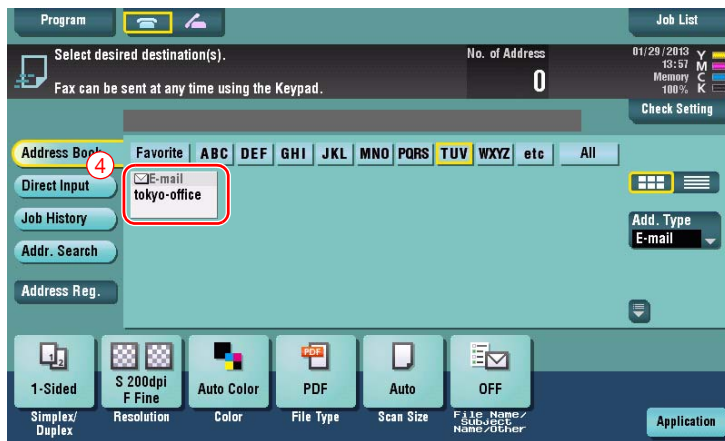 Program
Job List
Select desired destination(s).
No. of Address
01/29/2013
13:57
Memory
100%
Y
M
C
K
Fax can be sent at any time using the Keypad.
0
Check Setting
Address Book
Favorite ABC DEF GHI JKL MNO PQRS TUV WXYZ etc All
4
E-mail
tokyo-office
Direct Input
Job History
Addr. Search
Address Reg.
Add. Type
E-mail
1 2
PDF
1-Sided
S 200dpi
F Fine
Auto Color
PDF
Auto
OFF
Simplex/
Duplex
Resolution
Color
File Type
Scan Size
File Name/
Subject
Name/Other
Application